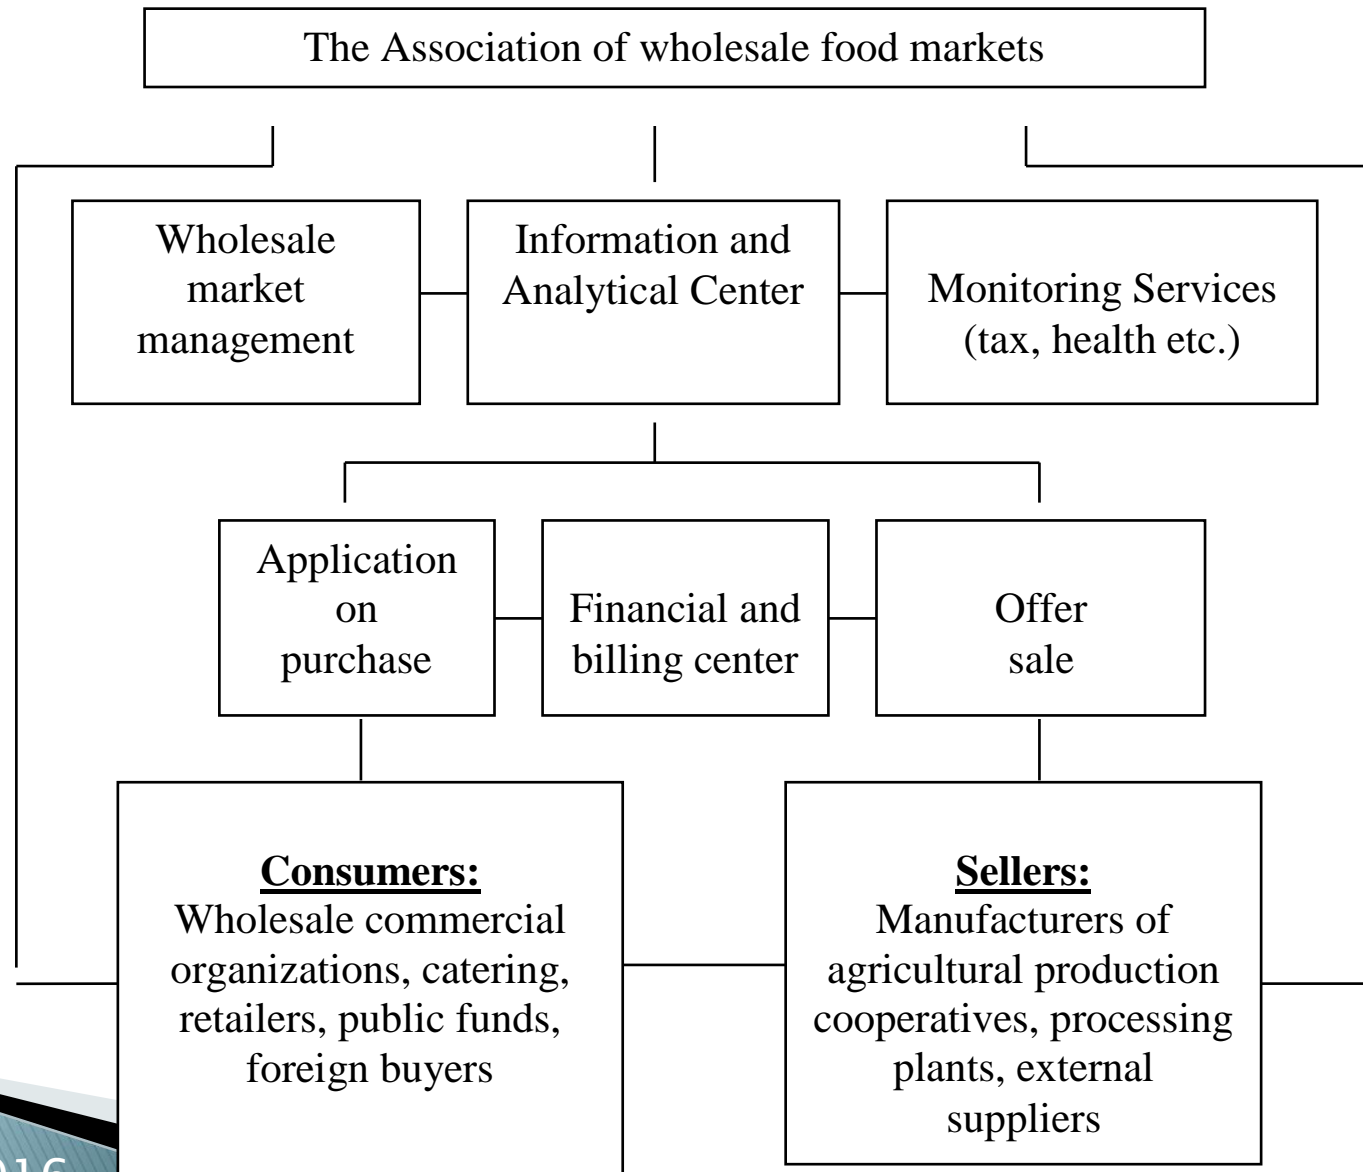 The Association of wholesale food markets
Wholesale
market
management
Information and
Analytical Center
Monitoring Services
(tax, health etc.)
Application
on
purchase
Financial and
billing center
Offer
sale
Consumers:
Wholesale commercial
organizations, catering,
retailers, public funds,
foreign buyers
Sellers:
Manufacturers of
agricultural production
cooperatives, processing
plants, external
suppliers